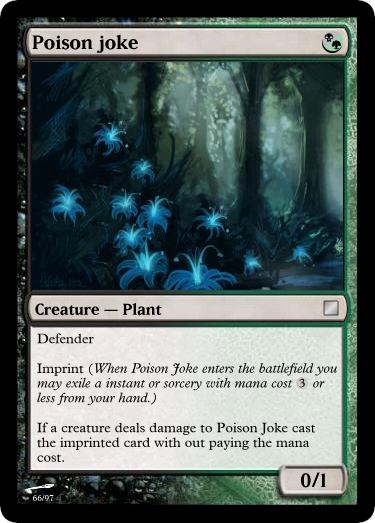 Poison joke
Creature — Plant
Defender
Imprint (When Poison Joke enters the battlefield you
may exile a instant or sorcery with mana cost 3 or
less from your hand.)
If a creature deals damage to Poison Joke cast
the imprinted card with out paying the mana
cost.
0/1
66/97